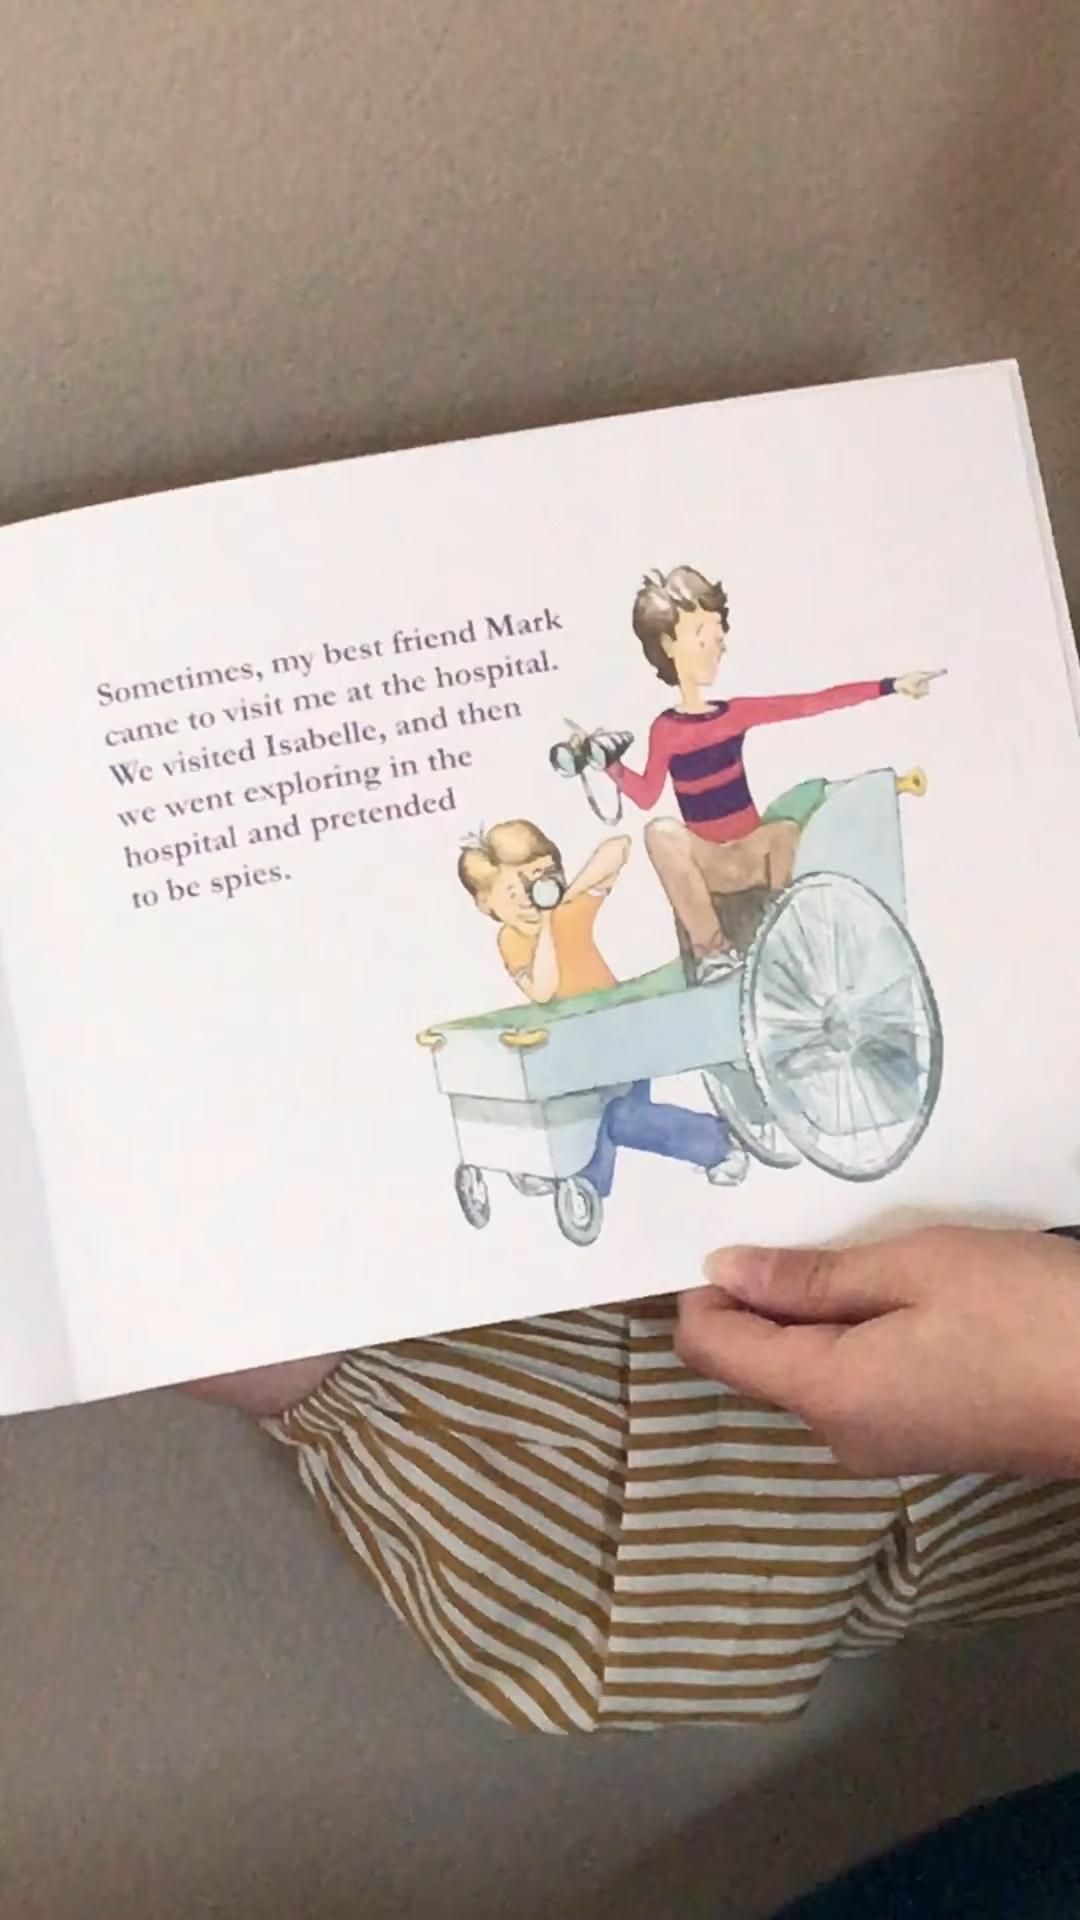 Sometimes, my best friend Mark
came to visit me at the hospital.
We visited Isabelle, and then
we went exploring in the
hospital and pretended
to be spies.